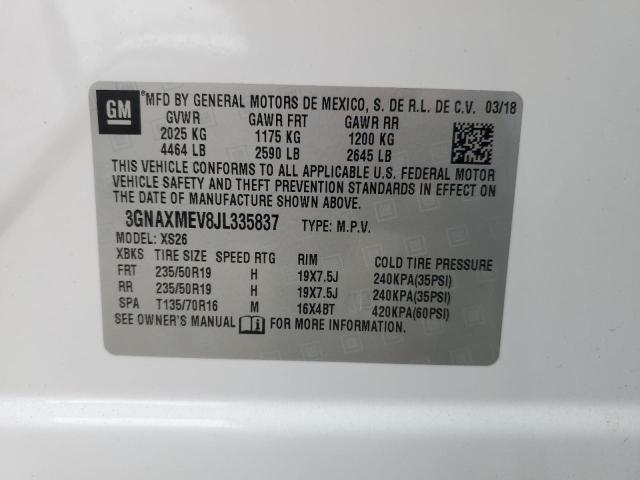 GM ®MFD BY GENERAL MOTORS DE MEXICO, S. DE R.L. DE C.V. 03/18
GVWR GAWR FRT GAWR RR
2025 KG 1175 KG 1200 KG
4464 LB 2590 LB 2645 LB
THIS VEHICLE CONFORMS TO ALL APPLICABLE U.S. FEDERAL MOTOR
VEHICLE SAFETY AND THEFT PREVENTION STANDARDS IN EFFECT ON
THE DATE OF MANUFACTURE SHOWN ABOVE.
3GNAXMEV8JL335837 TYPE: M.P.V.
MODEL: XS26
XBKS TIRE SIZE SPEED RTG RIM COLD TIRE PRESSURE
FRT 235/50R19 H 19X7.5J 240KPA(35PSI)
RR 235/50R19 H 19X7.5J 240KPA(35PSI)
SPA T135/70R16 M 16X4BT 420KPA(60PSI)
SEE OWNER'S MANUAL FOR MORE INFORMATION.